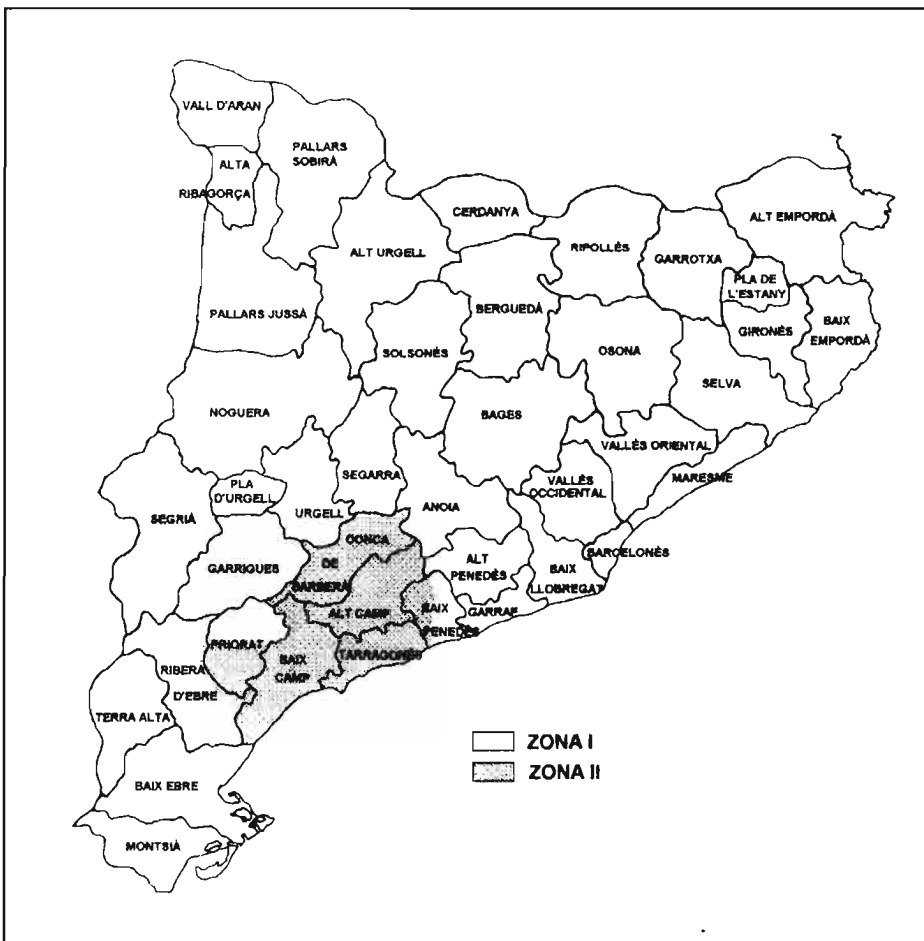 VALL D'ARAN
PALLARS
SOBIRÀ
ALTA
RIBAGORÇA
CERDANYA
ALT EMPORDÀ
RIPOLLÈS
ALT URGELL
GARROTXA
PLA DE
L'ESTANY
PALLARS JUSSÀ
BERGUEDÀ
GIRONÈS
BAIX
EMPORDÀ
SOLSONÈS
OSONA
SELVA
NOGUERA
BAGES
VALLÈS ORIENTAL
SEGARRA
PLA
D'URGELL
VALLÈS
OCCIDENTAL
MARESME
SEGRIÀ
URGELL
ANOIA
CONCA
DE
BARBERÀ
BARCELONÈS
GARRIGUES
ALT
PENEDÈS
BAIX
LLOBREGAT
ALT CAMP
BAIX
PENEDÈS
GARRAF
PRIORAT
TARRAGONÈS
BAIX
CAMP
RIBERA
D'EBRE
TERRA ALTA
ZONA I
ZONA II
BAIX EBRE
MONTSIÀ